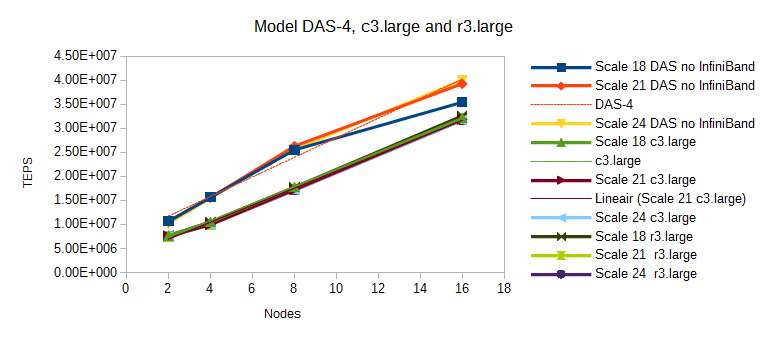 Model DAS-4, c3.large and r3.large
4.50E+007
4.00E+007
3.50E+007
3.00E+007
2.50E+007
2.00E+007
1.50E+007
1.00E+007
5.00E+006
0.00E+000
TEPS
0 2 4 6 8 10 12 14 16 18
Nodes
Scale 18 DAS no InfiniBand
Scale 21 DAS no InfiniBand
DAS-4
Scale 24 DAS no InfiniBand
Scale 18 c3.large
c3.large
Scale 21 c3.large
Lineair (Scale 21 c3.large)
Scale 24 c3.large
Scale 18 r3.large
Scale 21  r3.large
Scale 24  r3.large